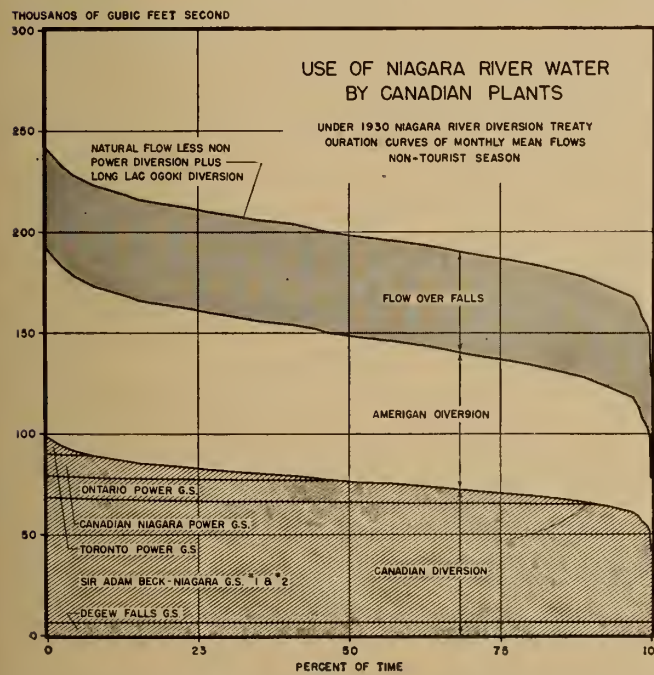 THOUSANOS OF GUBIC FEET SECOND
300
250
200
150
100
50
0
USE OF NIAGARA RIVER WATER
BY CANADIAN PLANTS
UNDER 1930 NIAGARA RIVER DIVERSION TREATY
OURATION CURVES OF MONTHLY MEAN FLOWS
NON-TOURIST SEASON
NATURAL FLOW LESS NON
POWER DIVERSION PLUS
LONG LAC OGOKI DIVERSION
FLOW OVER FALLS
AMERIGAN OIVERSION
ONTARIO POWER G.S.
CANADIAN NIAGARA POWER G.S.
TORONTO POWER G.S
SIR ADAM BECK-NIAGARA G.S. #1 & #2
CANADIAN DIVERSION
DEGEW FALLS G.S.
0 25 50 75 10
PERCENT OF TIME